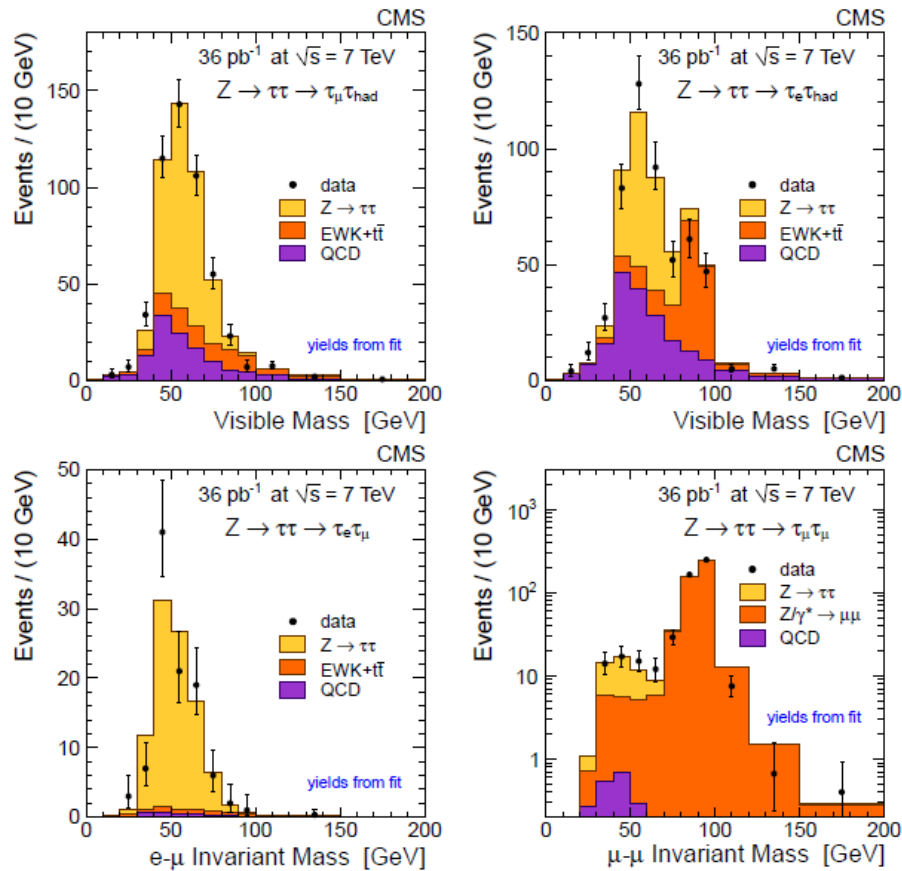 CMS
36 pb⁻¹ at √s = 7 TeV
Z → ττ → τμτhad
Events / (10 GeV)
150
100
50
0
data
Z → ττ
EWK+tt̄
QCD
yields from fit
0 50 100 150 200
Visible Mass [GeV]
CMS
36 pb⁻¹ at √s = 7 TeV
Z → ττ → τeτhad
Events / (10 GeV)
150
100
50
0
data
Z → ττ
EWK+tt̄
QCD
yields from fit
0 50 100 150 200
Visible Mass [GeV]
CMS
36 pb⁻¹ at √s = 7 TeV
Z → ττ → τeτμ
Events / (10 GeV)
50
40
30
20
10
0
data
Z → ττ
EWK+tt̄
QCD
yields from fit
0 50 100 150 200
e-μ Invariant Mass [GeV]
CMS
36 pb⁻¹ at √s = 7 TeV
Z → ττ → τμτμ
Events / (10 GeV)
10³
10²
10
1
data
Z → ττ
Z/γ* → μμ
QCD
yields from fit
0 50 100 150 200
μ-μ Invariant Mass [GeV]